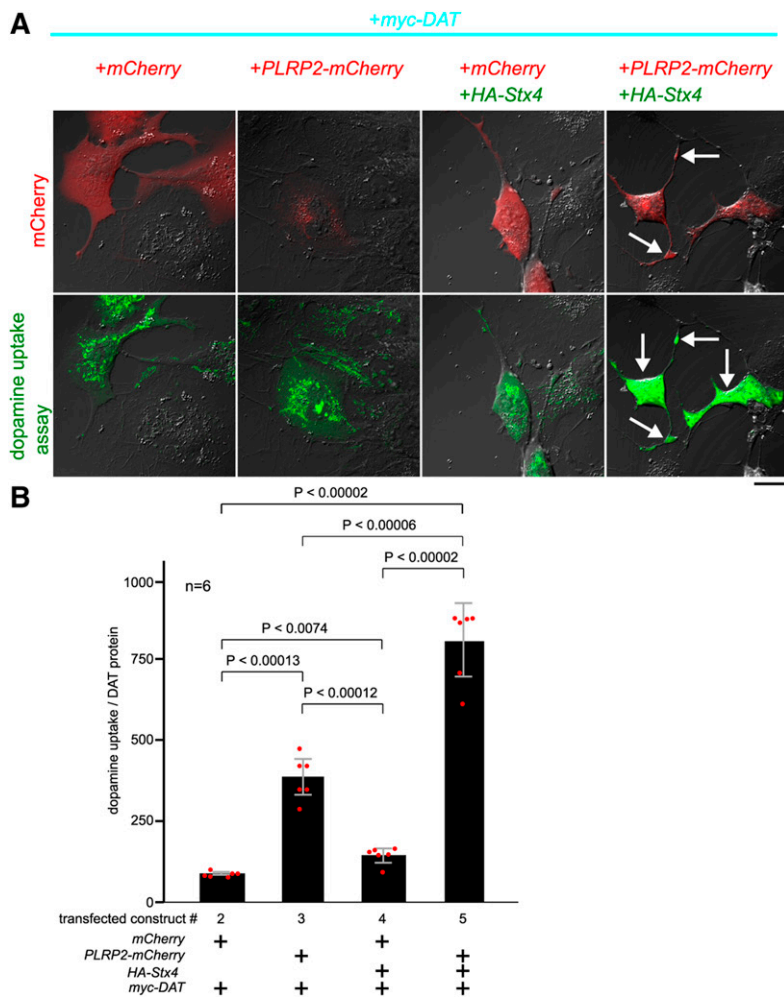 A
+myc-DAT
+mCherry +PLRP2-mCherry +mCherry +PLRP2-mCherry
+HA-Stx4 +HA-Stx4
mCherry
dopamine uptake
assay
B
P < 0.00002
P < 0.00006
P < 0.00002
n=6
P < 0.0074
P < 0.00013
P < 0.00012
dopamine uptake / DAT protein
1000
750
500
250
0
transfected construct # 2 3 4 5
mCherry + +
PLRP2-mCherry + +
HA-Stx4 + +
myc-DAT + + + +